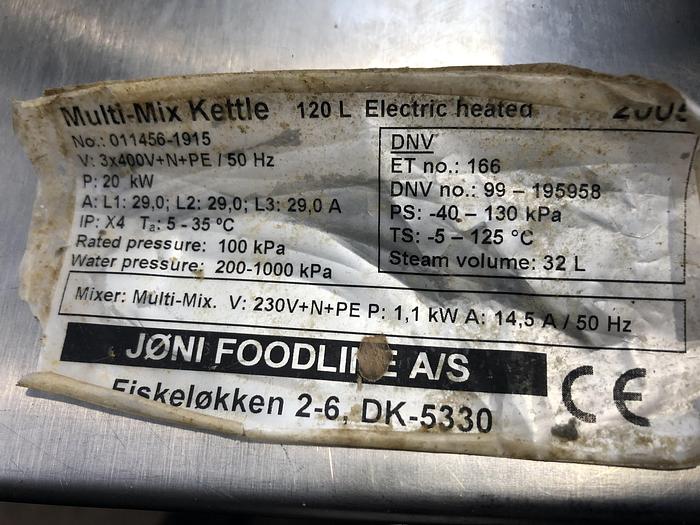 Multi-Mix Kettle 120 L Electric heated 2005
No.: 011456-1915
V: 3x400V+N+PE / 50 Hz
P: 20 kW
A: L1: 29,0; L2: 29,0; L3: 29,0 A
IP: X4 Ta: 5 - 35 ºC
Rated pressure: 100 kPa
Water pressure: 200-1000 kPa
DNV
ET no.: 166
DNV no.: 99 – 195958
PS: -40 – 130 kPa
TS: -5 – 125 °C
Steam volume: 32 L
Mixer: Multi-Mix. V: 230V+N+PE P: 1,1 kW A: 14,5 A / 50 Hz
JØNI FOODLINE A/S
Fiskeløkken 2-6, DK-5330
CE